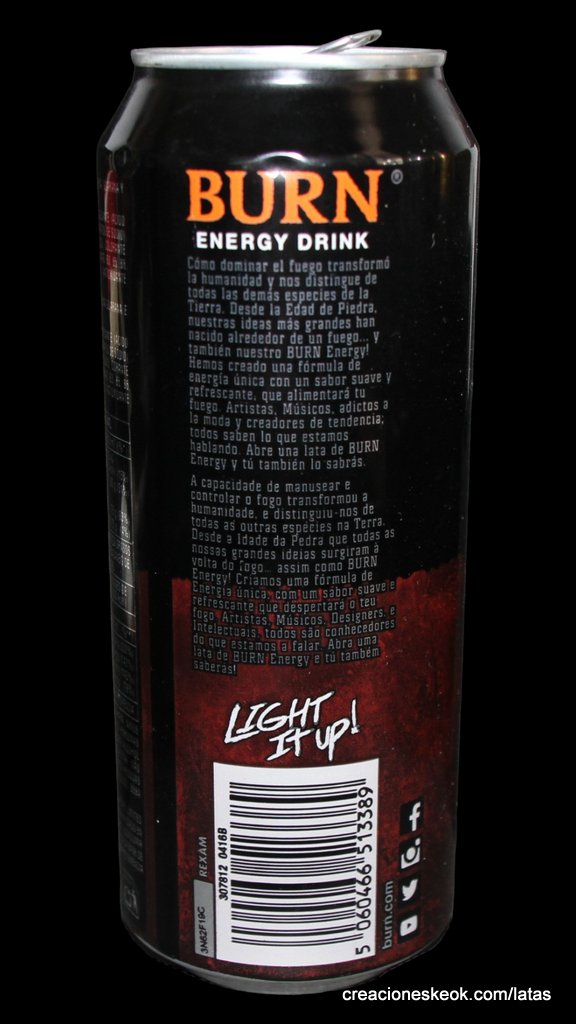 BURN®
ENERGY DRINK
Cómo dominar el fuego transformó
la humanidad y nos distingue de
todas las demás especies de la
Tierra. Desde la Edad de Piedra,
nuestras ideas más grandes han
nacido alrededor de un fuego... y
también nuestro BURN Energy!
Hemos creado una fórmula de
energía única con un sabor suave y
refrescante, que alimentará tu
fuego. Artistas, Músicos, adictos a
la moda y creadores de tendencia;
todos saben lo que estamos
hablando. Abre una lata de BURN
Energy y tú también lo sabrás.
A capacidade de manusear e
controlar o fogo transformou a
humanidade, e distinguiu-nos de
todas as outras espécies na Terra.
Desde a Idade da Pedra que todas as
nossas grandes ideias surgiram à
volta do fogo... assim como BURN
Energy! Criamos uma fórmula de
Energia única, com um sabor suave e
refrescante que despertará o teu
fogo. Artistas, Músicos, Designers, e
Intelectuais, todos são conhecedores
do que estamos a falar. Abra uma
lata de BURN Energy e tú também
saberás!
LIGHT
IT UP!
3N62F19C
REXAM
307812 0416B
5 060466 513389
burn.com
creacioneskeok.com/latas